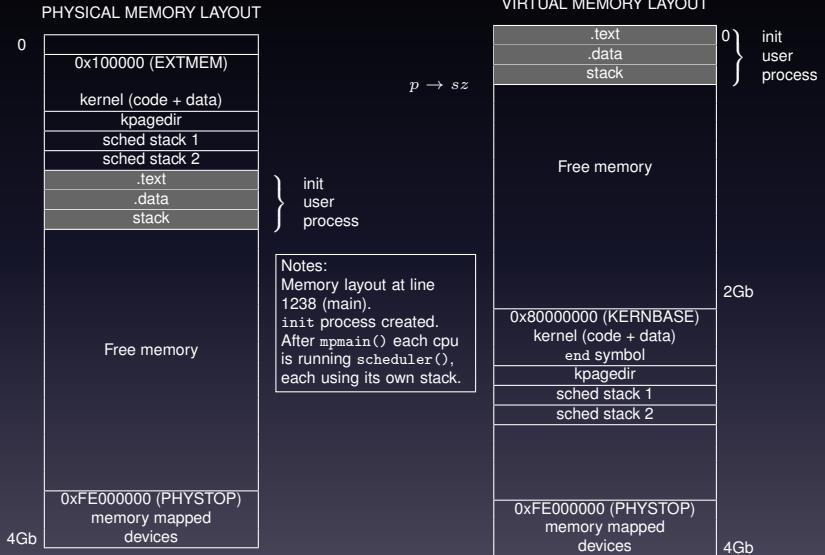 PHYSICAL MEMORY LAYOUT
0
0x100000 (EXTMEM)
kernel (code + data)
kpagedir
sched stack 1
sched stack 2
.text
.data
stack
init
user
process
Free memory
0xFE000000 (PHYSTOP)
memory mapped
devices
4Gb
Notes:
Memory layout at line
1238 (main).
init process created.
After mpmain() each cpu
is running scheduler(),
each using its own stack.
VIRTUAL MEMORY LAYOUT
.text
.data
stack
0
init
user
process
p → sz
Free memory
2Gb
0x80000000 (KERNBASE)
kernel (code + data)
end symbol
kpagedir
sched stack 1
sched stack 2
0xFE000000 (PHYSTOP)
memory mapped
devices
4Gb